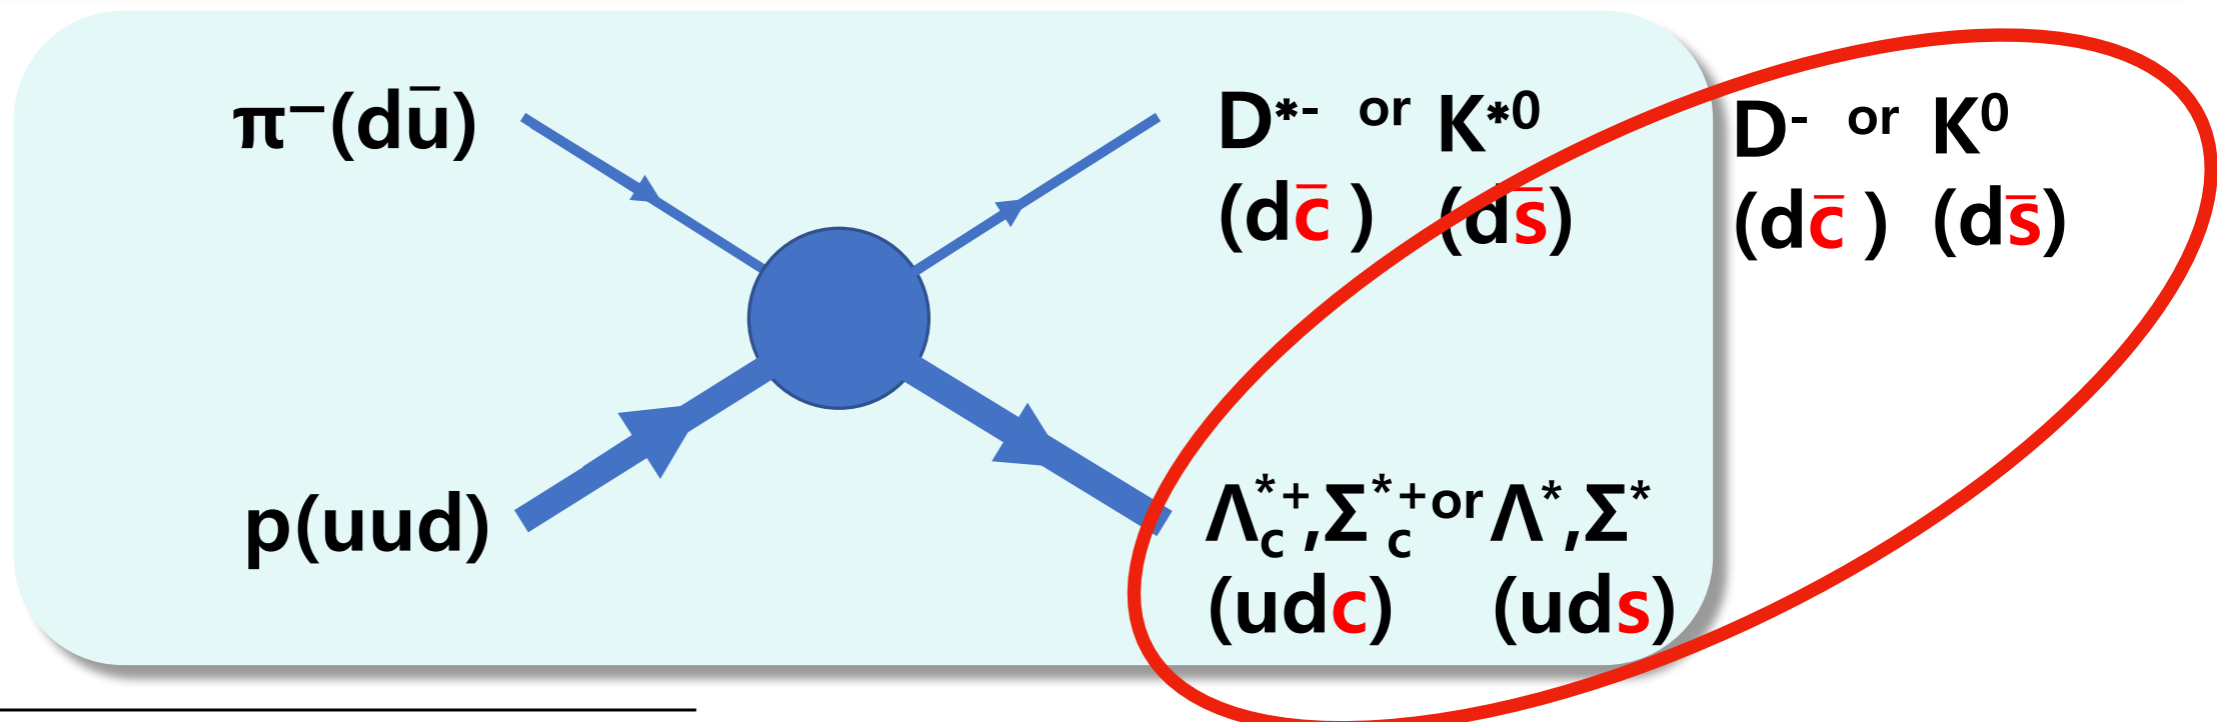 π⁻(dū) D*- or K*0 D- or K0
(dc̄ ) (ds̄) (dc̄ ) (ds̄)
p(uud) Λc*+,Σc*+ or Λ*,Σ*
(udc) (uds)